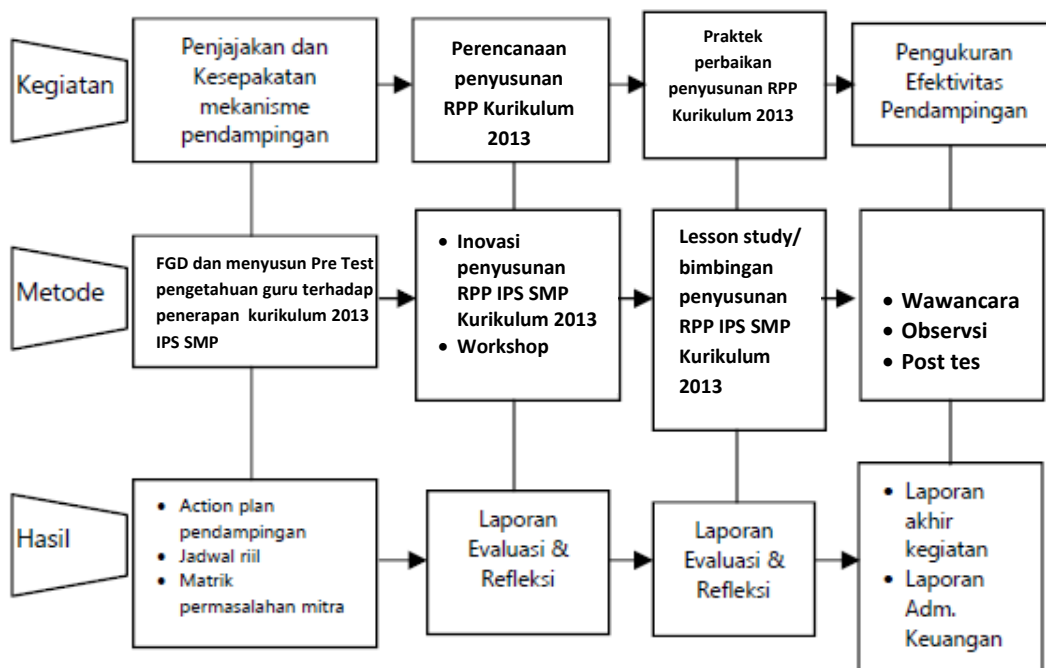 Kegiatan
Penjajakan dan
Kesepakatan
mekanisme
pendampingan
Perencanaan
penyusunan
RPP Kurikulum
2013
Praktek
perbaikan
penyusunan RPP
Kurikulum 2013
Pengukuran
Efektivitas
Pendampingan
Metode
FGD dan menyusun Pre Test
pengetahuan guru terhadap
penerapan kurikulum 2013
IPS SMP
• Inovasi
penyusunan
RPP IPS SMP
Kurikulum 2013
• Workshop
Lesson study/
bimbingan
penyusunan
RPP IPS SMP
Kurikulum
2013
• Wawancara
• Observsi
• Post tes
Hasil
• Action plan
pendampingan
• Jadwal riil
• Matrik
permasalahan mitra
Laporan
Evaluasi &
Refleksi
Laporan
Evaluasi &
Refleksi
• Laporan
akhir
kegiatan
• Laporan
Adm.
Keuangan